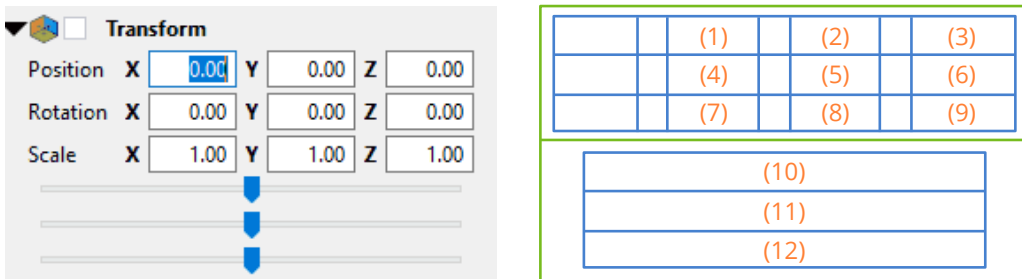 Transform
Position X 0.00 Y 0.00 Z 0.00
Rotation X 0.00 Y 0.00 Z 0.00
Scale X 1.00 Y 1.00 Z 1.00
(1) (2) (3)
(4) (5) (6)
(7) (8) (9)
(10)
(11)
(12)